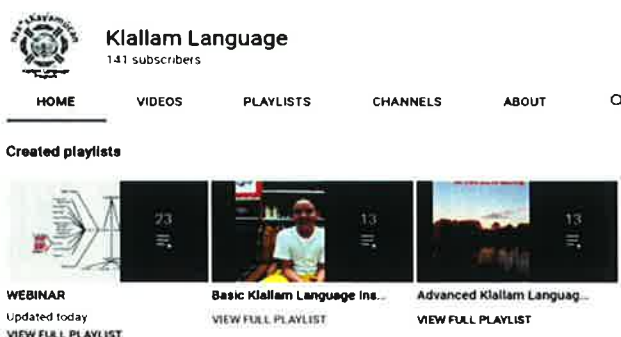 Klallam Language
141 subscribers
HOME VIDEOS PLAYLISTS CHANNELS ABOUT
Created playlists
23 13 13
WEBINAR Basic Klallam Language Ins... Advanced Klallam Languag...
Updated today VIEW FULL PLAYLIST VIEW FULL PLAYLIST
VIEW FULL PLAYLIST